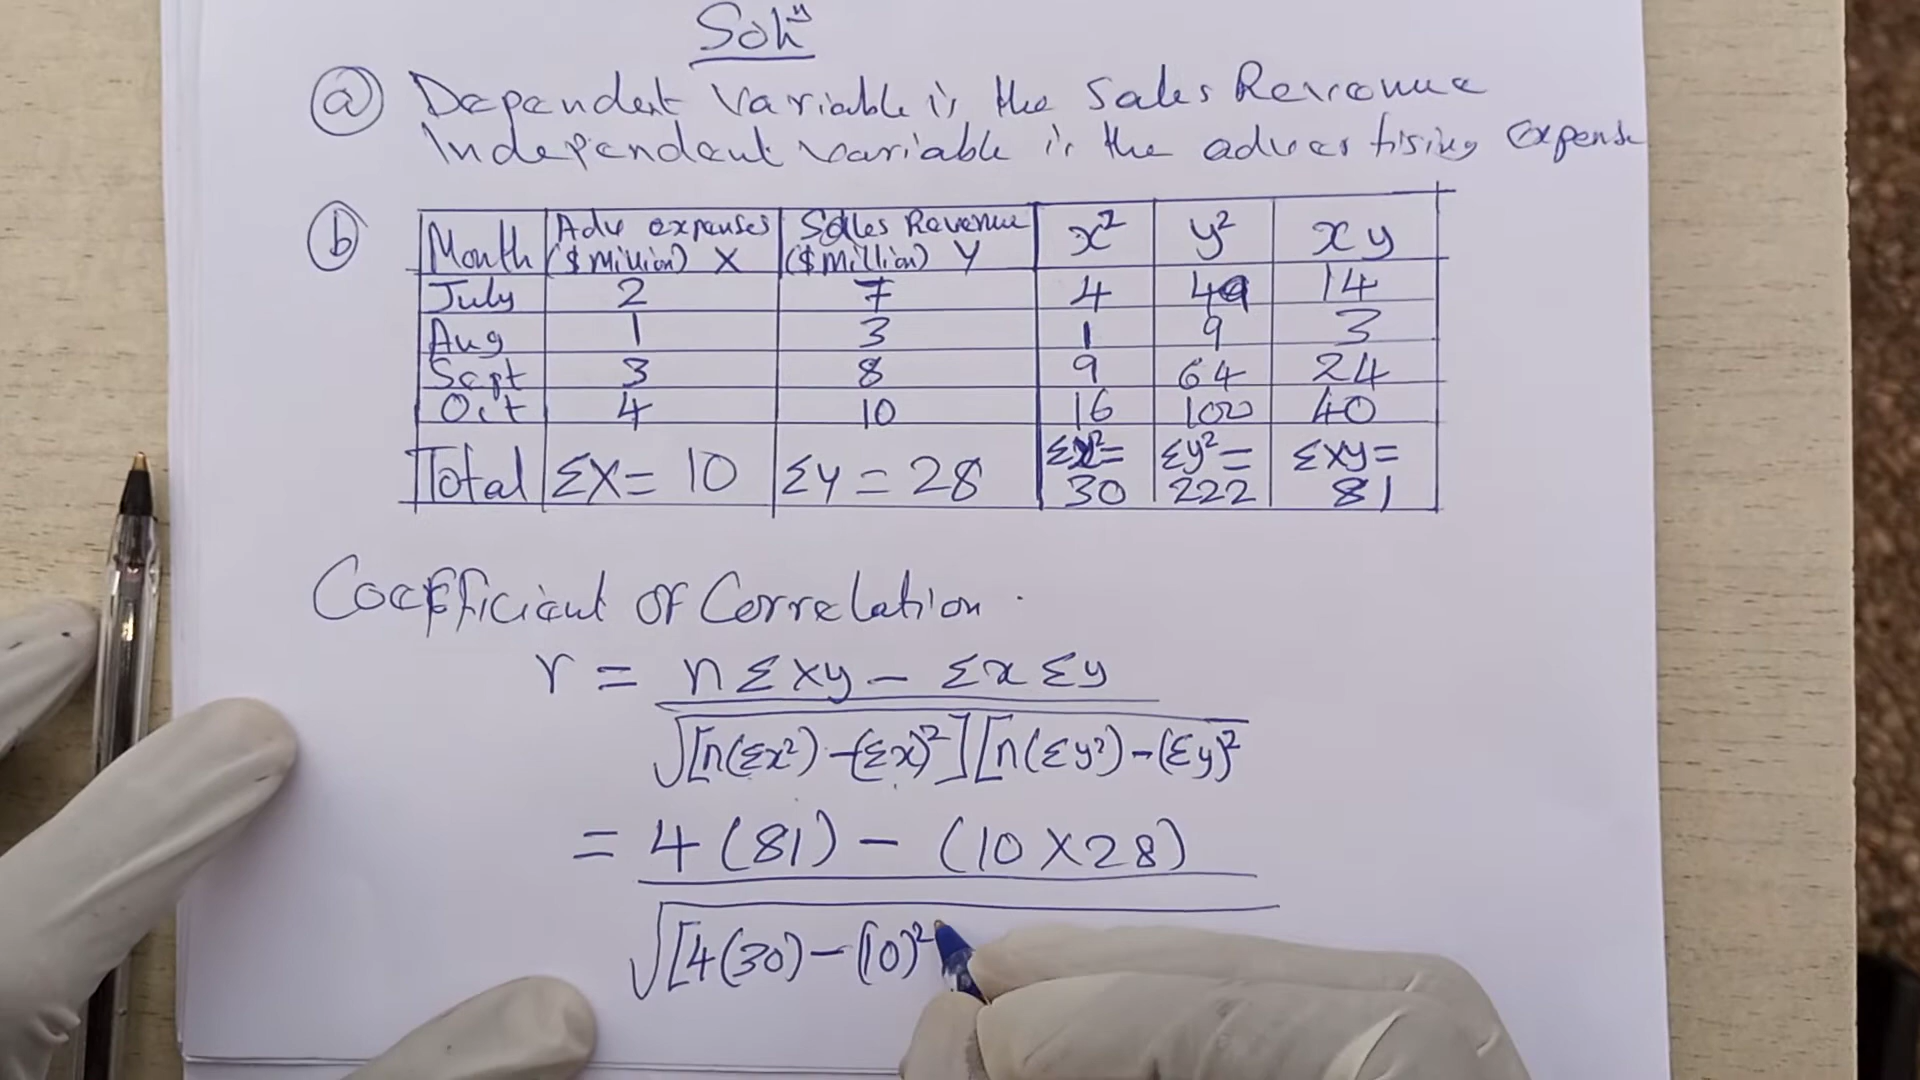 Soln
(a) Dependent variable is the Sales Revenue
Independent variable is the advertising expense
(b)
Month | Adv expenses ($ Million) X | Sales Revenue ($ Million) Y | x² | y² | xy
July | 2 | 7 | 4 | 49 | 14
Aug | 1 | 3 | 1 | 9 | 3
Sept | 3 | 8 | 9 | 64 | 24
Oct | 4 | 10 | 16 | 100 | 40
Total | Σx = 10 | Σy = 28 | Σx² = 30 | Σy² = 222 | Σxy = 81
Coefficient of Correlation.
r = n Σxy – Σx Σy
√[n(Σx²) – (Σx)²][n(Σy²) – (Σy)²
= 4(81) – (10 × 28)
√[4(30) – (10)²